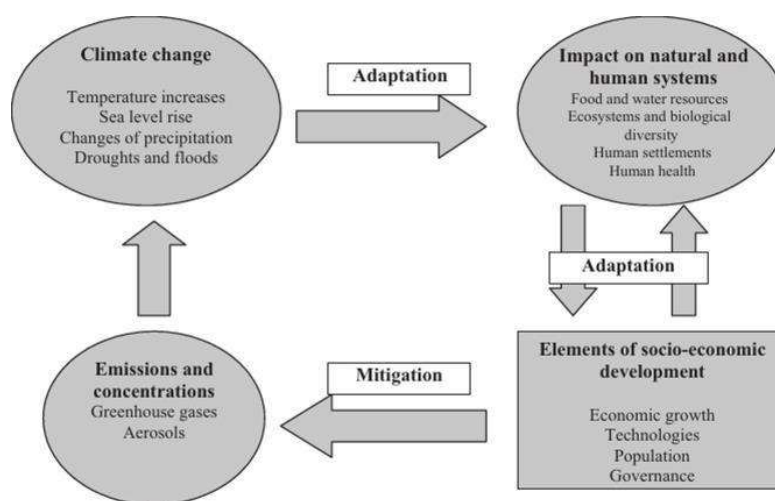 Climate change
Temperature increases
Sea level rise
Changes of precipitation
Droughts and floods
Adaptation
Impact on natural and
human systems
Food and water resources
Ecosystems and biological
diversity
Human settlements
Human health
Adaptation
Elements of socio-economic
development
Economic growth
Technologies
Population
Governance
Mitigation
Emissions and
concentrations
Greenhouse gases
Aerosols